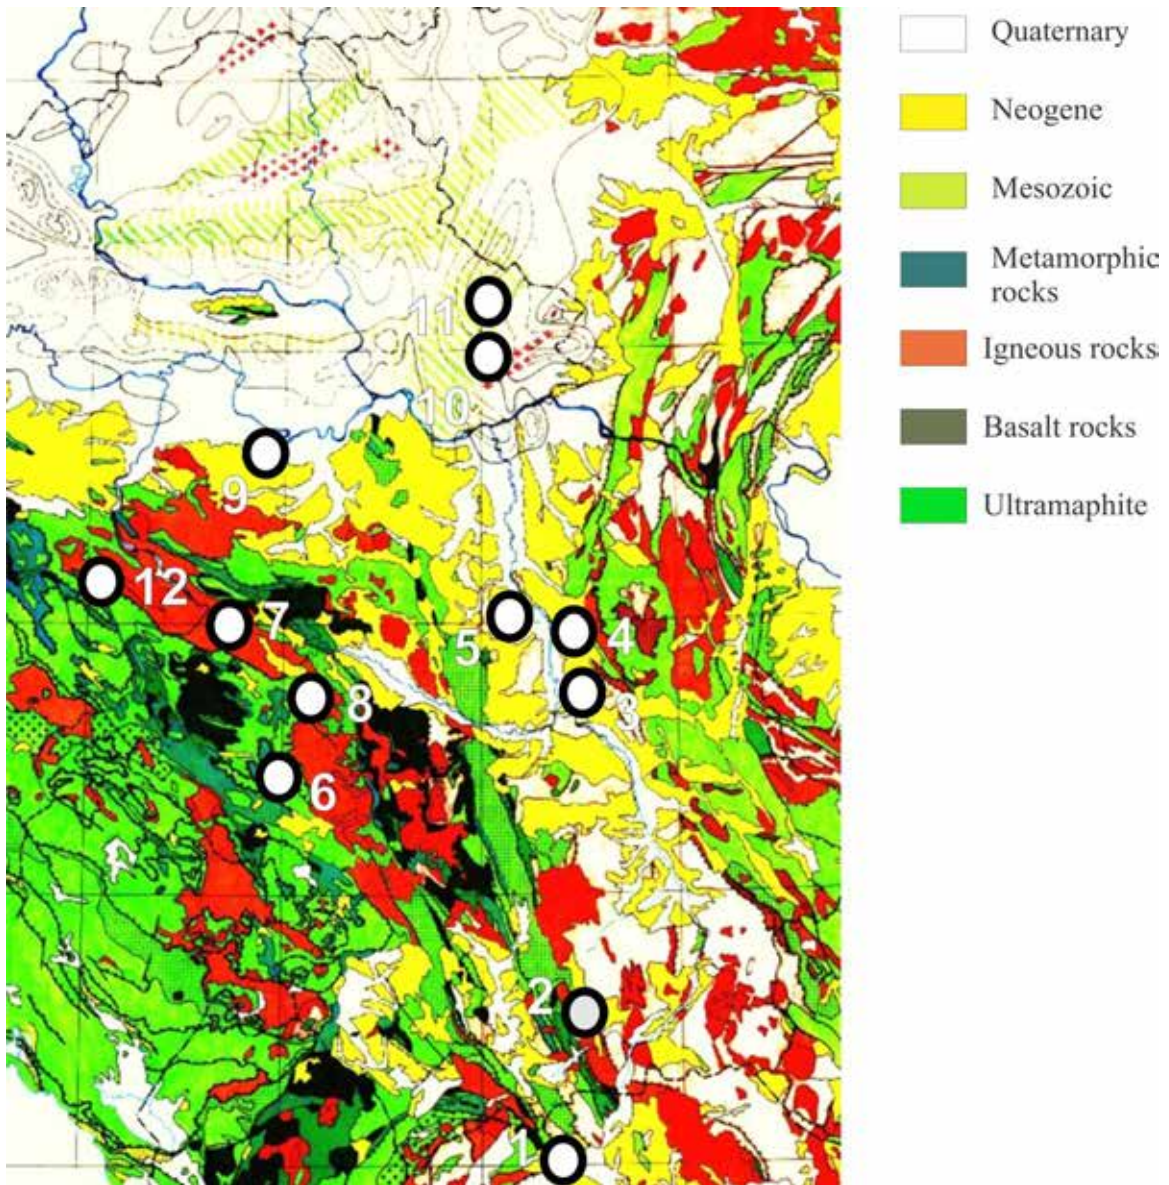 Quaternary
Neogene
Mesozoic
Metamorphic
rocks
Igneous rocks
Basalt rocks
Ultramaphite
11
10
9
12
7
5
4
8
3
6
2
1